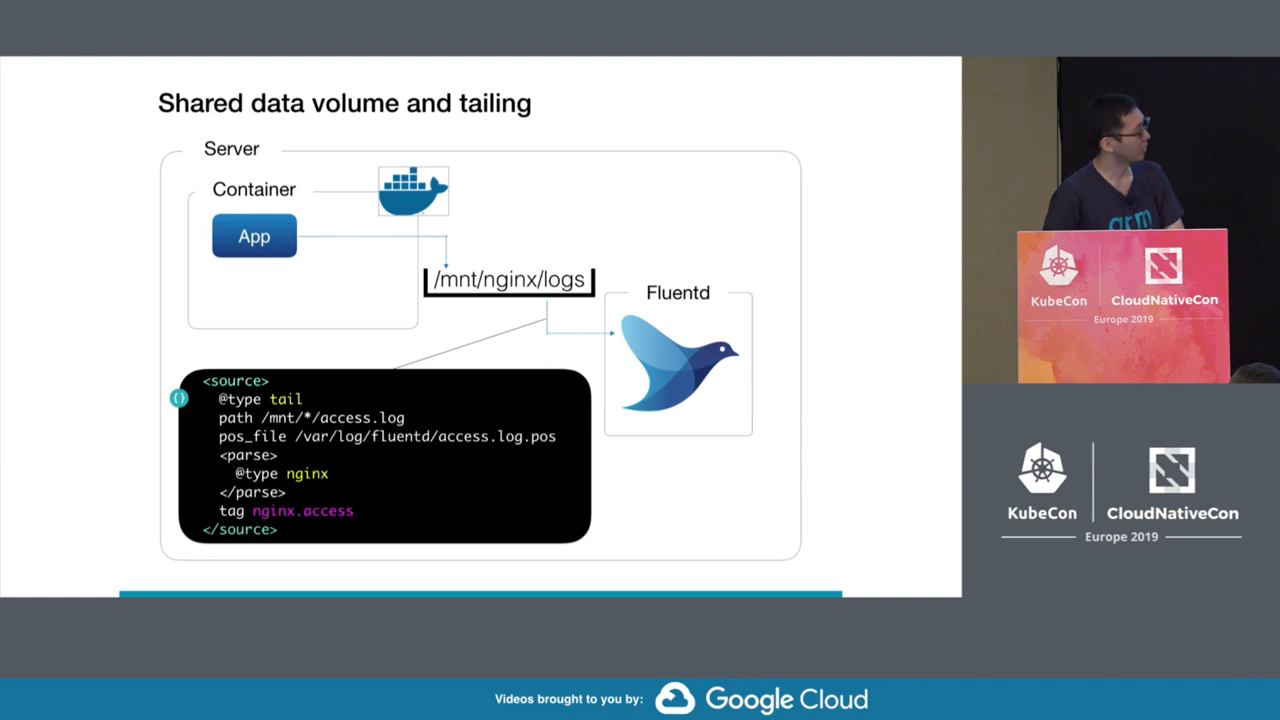 Shared data volume and tailing
Server
Container
App
/mnt/nginx/logs
Fluentd
<source>
@type tail
path /mnt/*/access.log
pos_file /var/log/fluentd/access.log.pos
<parse>
@type nginx
</parse>
tag nginx.access
</source>
{}
arm
KubeCon
CloudNativeCon
Europe 2019
KubeCon
CloudNativeCon
Europe 2019
Videos brought to you by:
Google Cloud